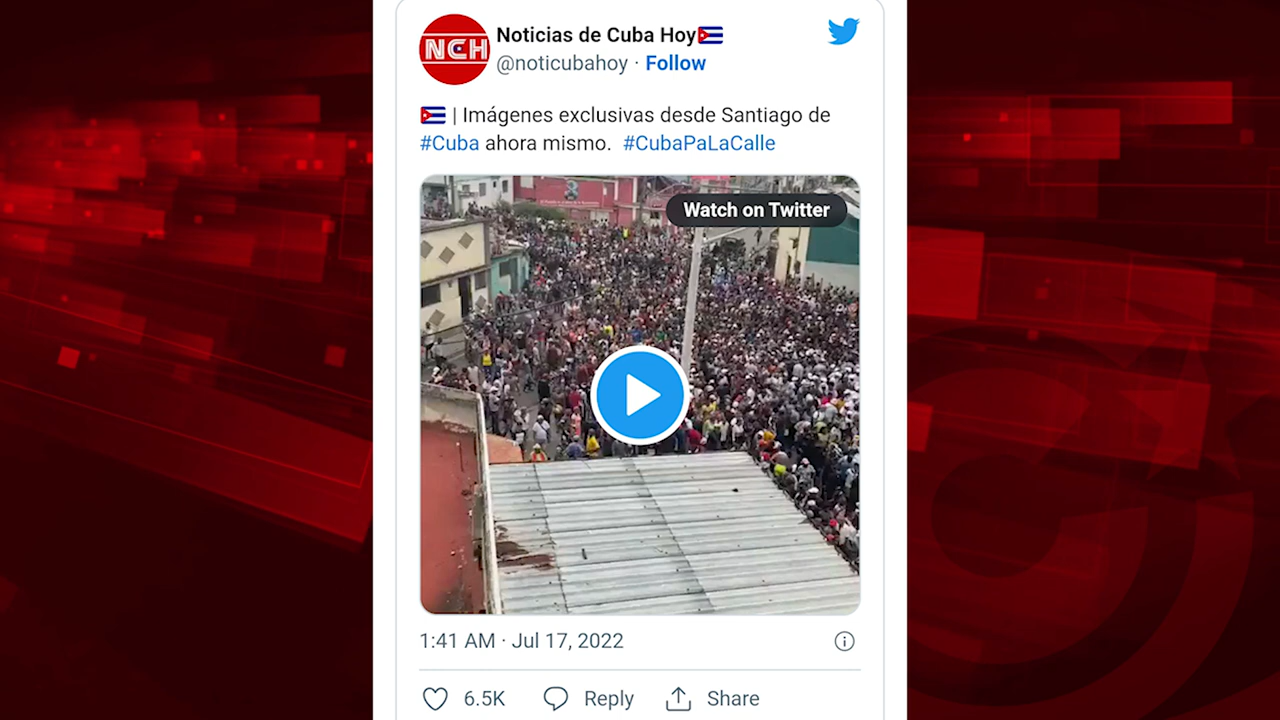 NCH
Noticias de Cuba Hoy🇨🇺
@noticubahoy · Follow
🇨🇺 | Imágenes exclusivas desde Santiago de
#Cuba ahora mismo. #CubaPaLaCalle
Watch on Twitter
1:41 AM · Jul 17, 2022
6.5K
Reply
Share